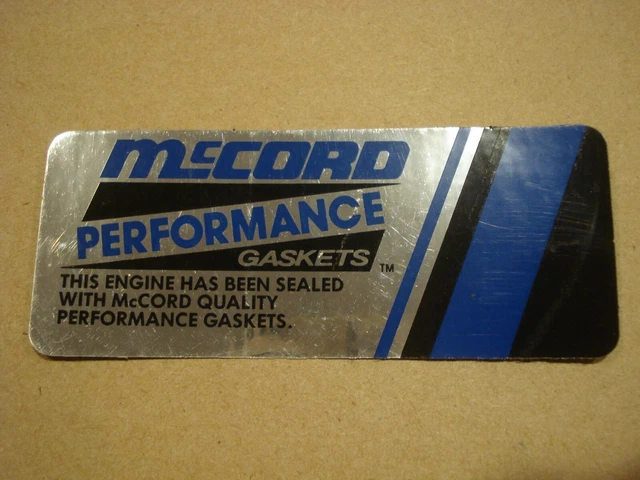 McCORD
PERFORMANCE
GASKETS TM
THIS ENGINE HAS BEEN SEALED
WITH McCORD QUALITY
PERFORMANCE GASKETS.